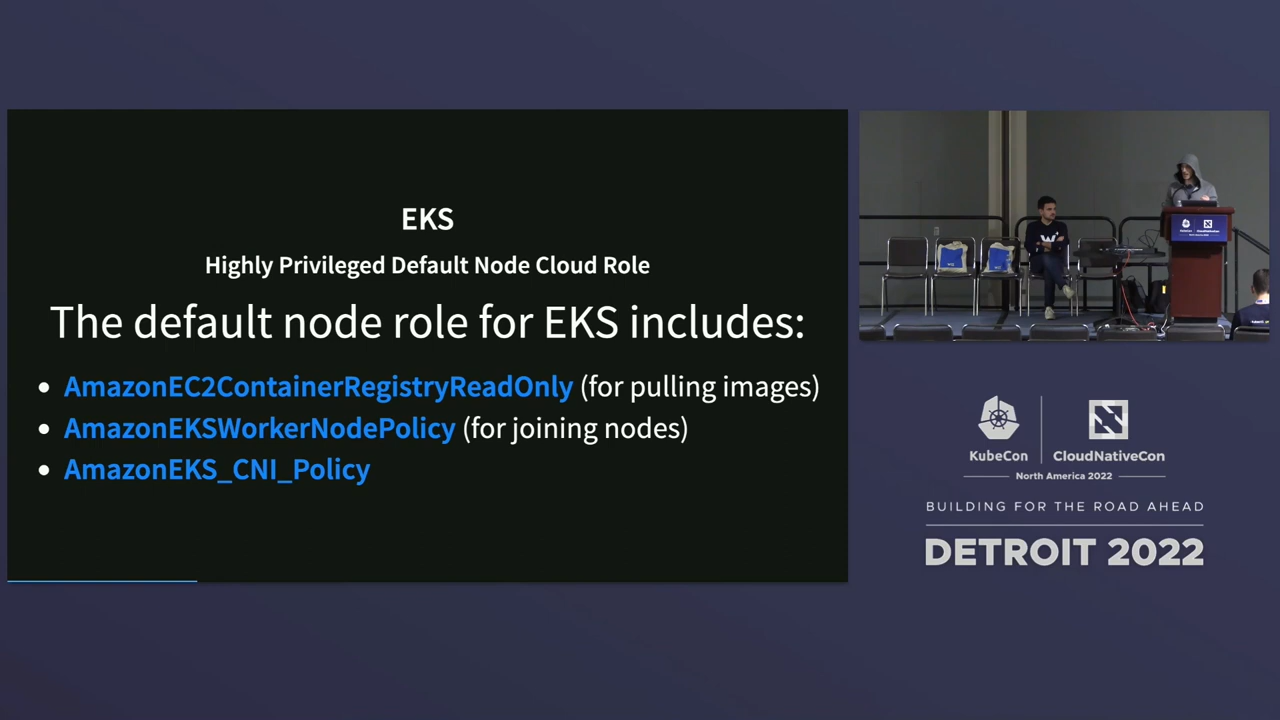 EKS
Highly Privileged Default Node Cloud Role
The default node role for EKS includes:
• AmazonEC2ContainerRegistryReadOnly (for pulling images)
• AmazonEKSWorkerNodePolicy (for joining nodes)
• AmazonEKS_CNI_Policy
KubeCon
CloudNativeCon
North America 2022
BUILDING FOR THE ROAD AHEAD
DETROIT 2022